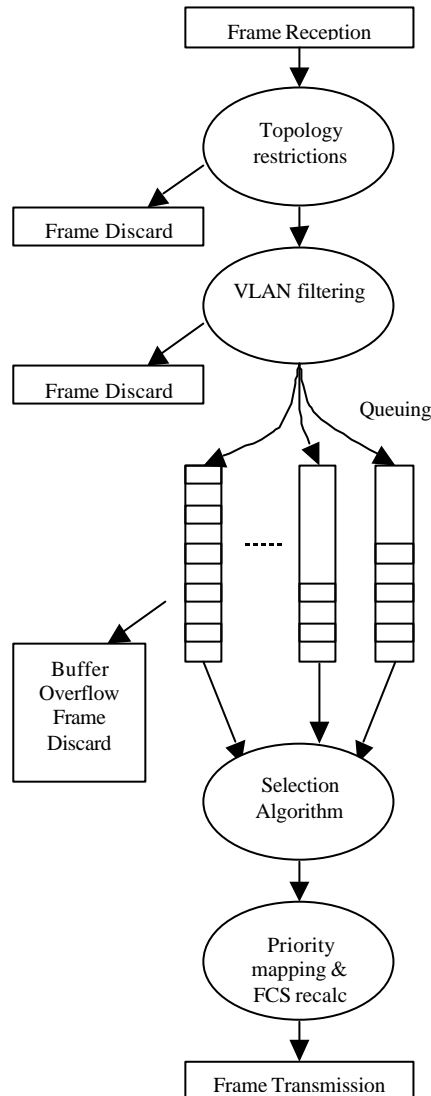 Frame Reception
Topology
restrictions
Frame Discard
VLAN filtering
Frame Discard
Queuing
Buffer
Overflow
Frame
Discard
Selection
Algorithm
Priority
mapping &
FCS recalc
Frame Transmission